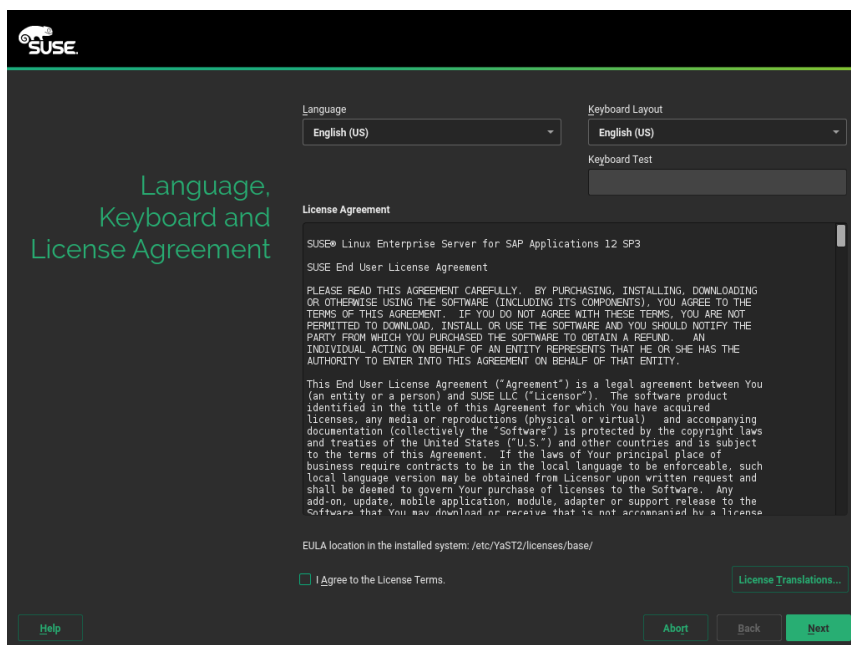 SUSE.
Language
Keyboard Layout
English (US)
English (US)
Keyboard Test
Language,
Keyboard and
License Agreement
License Agreement
SUSE® Linux Enterprise Server for SAP Applications 12 SP3
SUSE End User License Agreement
PLEASE READ THIS AGREEMENT CAREFULLY.  BY PURCHASING, INSTALLING, DOWNLOADING
OR OTHERWISE USING THE SOFTWARE (INCLUDING ITS COMPONENTS), YOU AGREE TO THE
TERMS OF THIS AGREEMENT.  IF YOU DO NOT AGREE WITH THESE TERMS, YOU ARE NOT
PERMITTED TO DOWNLOAD, INSTALL OR USE THE SOFTWARE AND YOU SHOULD NOTIFY THE
PARTY FROM WHICH YOU PURCHASED THE SOFTWARE TO OBTAIN A REFUND.   AN
INDIVIDUAL ACTING ON BEHALF OF AN ENTITY REPRESENTS THAT HE OR SHE HAS THE
AUTHORITY TO ENTER INTO THIS AGREEMENT ON BEHALF OF THAT ENTITY.
This End User License Agreement (“Agreement”) is a legal agreement between You
(an entity or a person) and SUSE LLC (“Licensor”).  The software product
identified in the title of this Agreement for which You have acquired
licenses, any media or reproductions (physical or virtual)   and accompanying
documentation (collectively the “Software”) is protected by the copyright laws
and treaties of the United States (“U.S.”) and other countries and is subject
to the terms of this Agreement.  If the laws of Your principal place of
business require contracts to be in the local language to be enforceable, such
local language version may be obtained from Licensor upon written request and
shall be deemed to govern Your purchase of licenses to the Software.  Any
add-on, update, mobile application, module, adapter or support release to the
Software that You may download or receive that is not accompanied by a license
EULA location in the installed system: /etc/YaST2/licenses/base/
I Agree to the License Terms.
License Translations...
Help
Abort
Back
Next